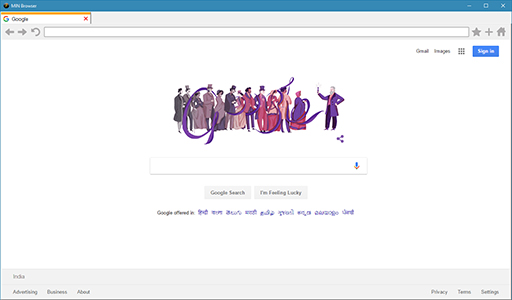 MIN Browser
Google
Gmail Images Sign in
Google
Google Search I'm Feeling Lucky
Google offered in: हिन्दी বাংলা తెలుగు मराठी தமிழ் ગુજરાતી ಕನ್ನಡ മലയാളം ਪੰਜਾਬੀ
India
Advertising Business About Privacy Terms Settings